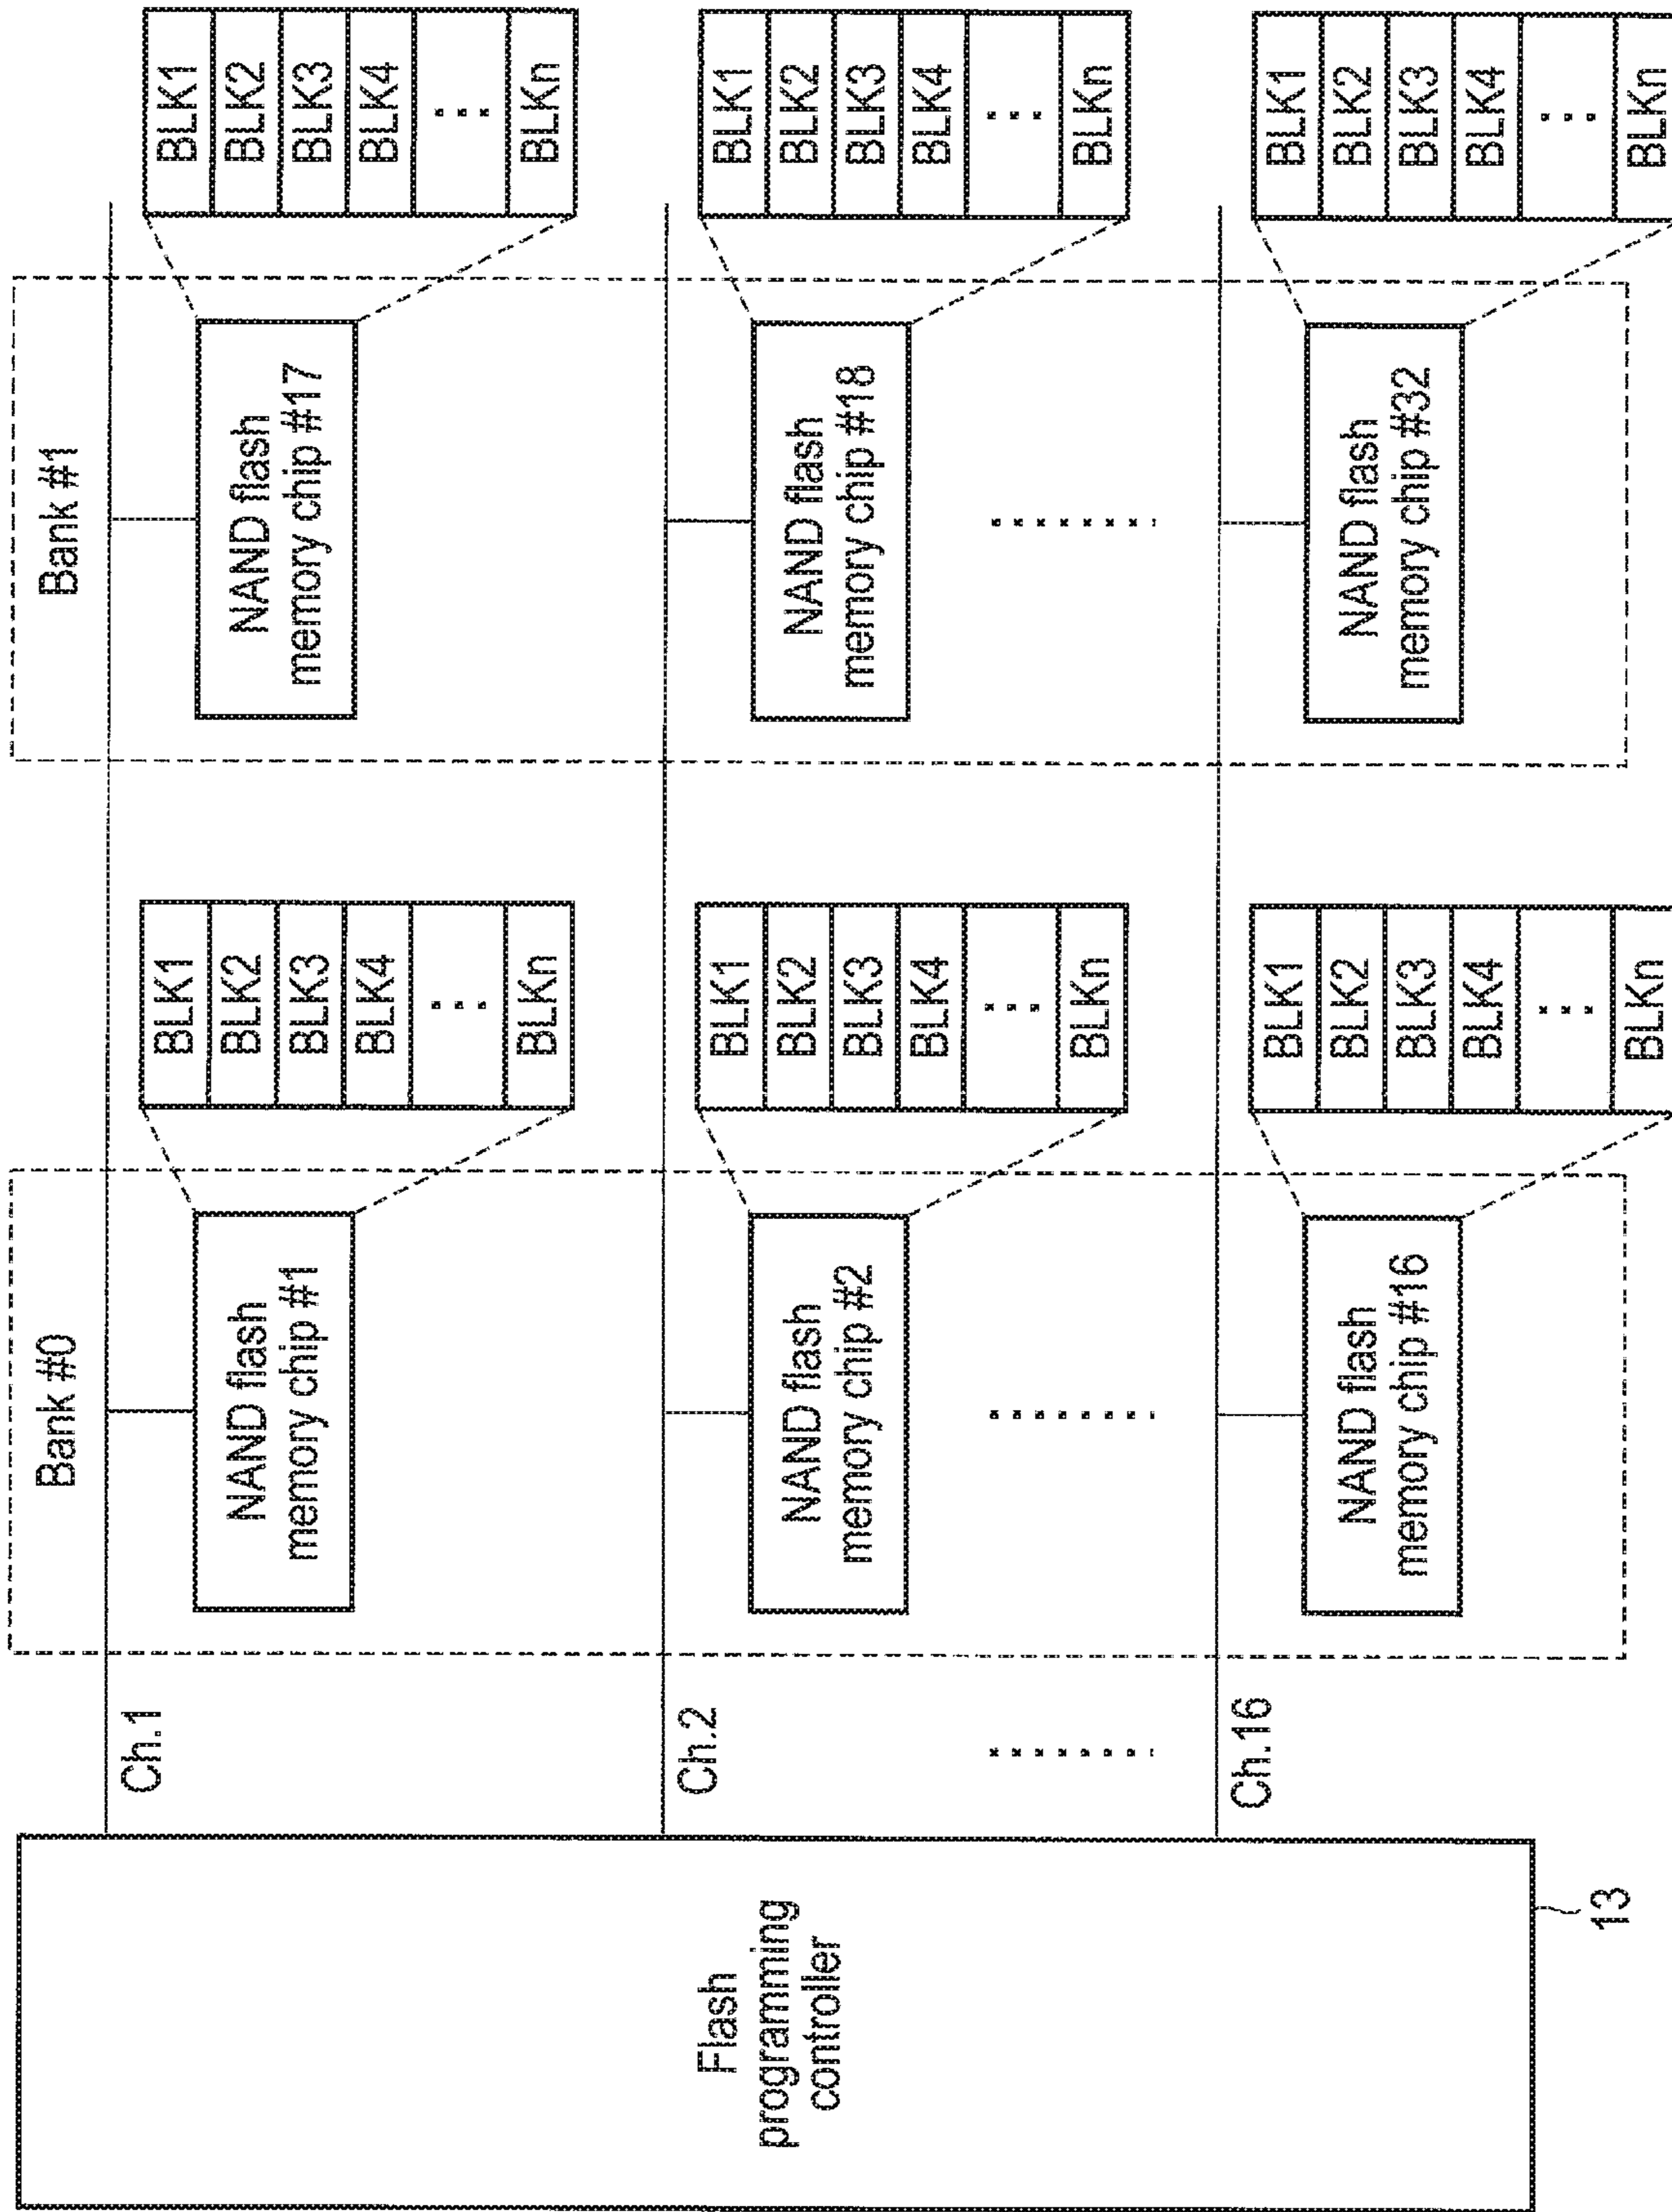 Bank #0
Bank #1
Flash
programming
controller
13
Ch.1
NAND flash
memory chip #1
BLK1
BLK2
BLK3
BLK4
...
BLKn
NAND flash
memory chip #17
BLK1
BLK2
BLK3
BLK4
...
BLKn
Ch.2
NAND flash
memory chip #2
BLK1
BLK2
BLK3
BLK4
...
BLKn
NAND flash
memory chip #18
BLK1
BLK2
BLK3
BLK4
...
BLKn
Ch.16
NAND flash
memory chip #16
BLK1
BLK2
BLK3
BLK4
...
BLKn
NAND flash
memory chip #32
BLK1
BLK2
BLK3
BLK4
...
BLKn